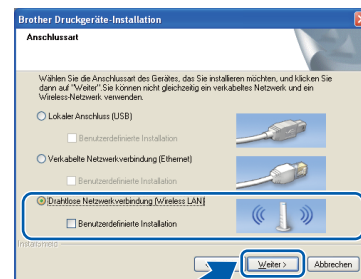 Brother Druckgeräte-Installation
Anschlussart
Wählen Sie die Anschlussart des Gerätes, das Sie installieren möchten, und klicken Sie
dann auf "Weiter".Sie können nicht gleichzeitig ein verkabeltes Netzwerk und ein
Wireless-Netzwerk verwenden.
Lokaler Anschluss (USB)
Benutzerdefinierte Installation
Verkabelte Netzwerkverbindung (Ethernet)
Benutzerdefinierte Installation
Drahtlose Netzwerkverbindung (Wireless LAN)
Benutzerdefinierte Installation
InstallShield
Weiter >
Abbrechen